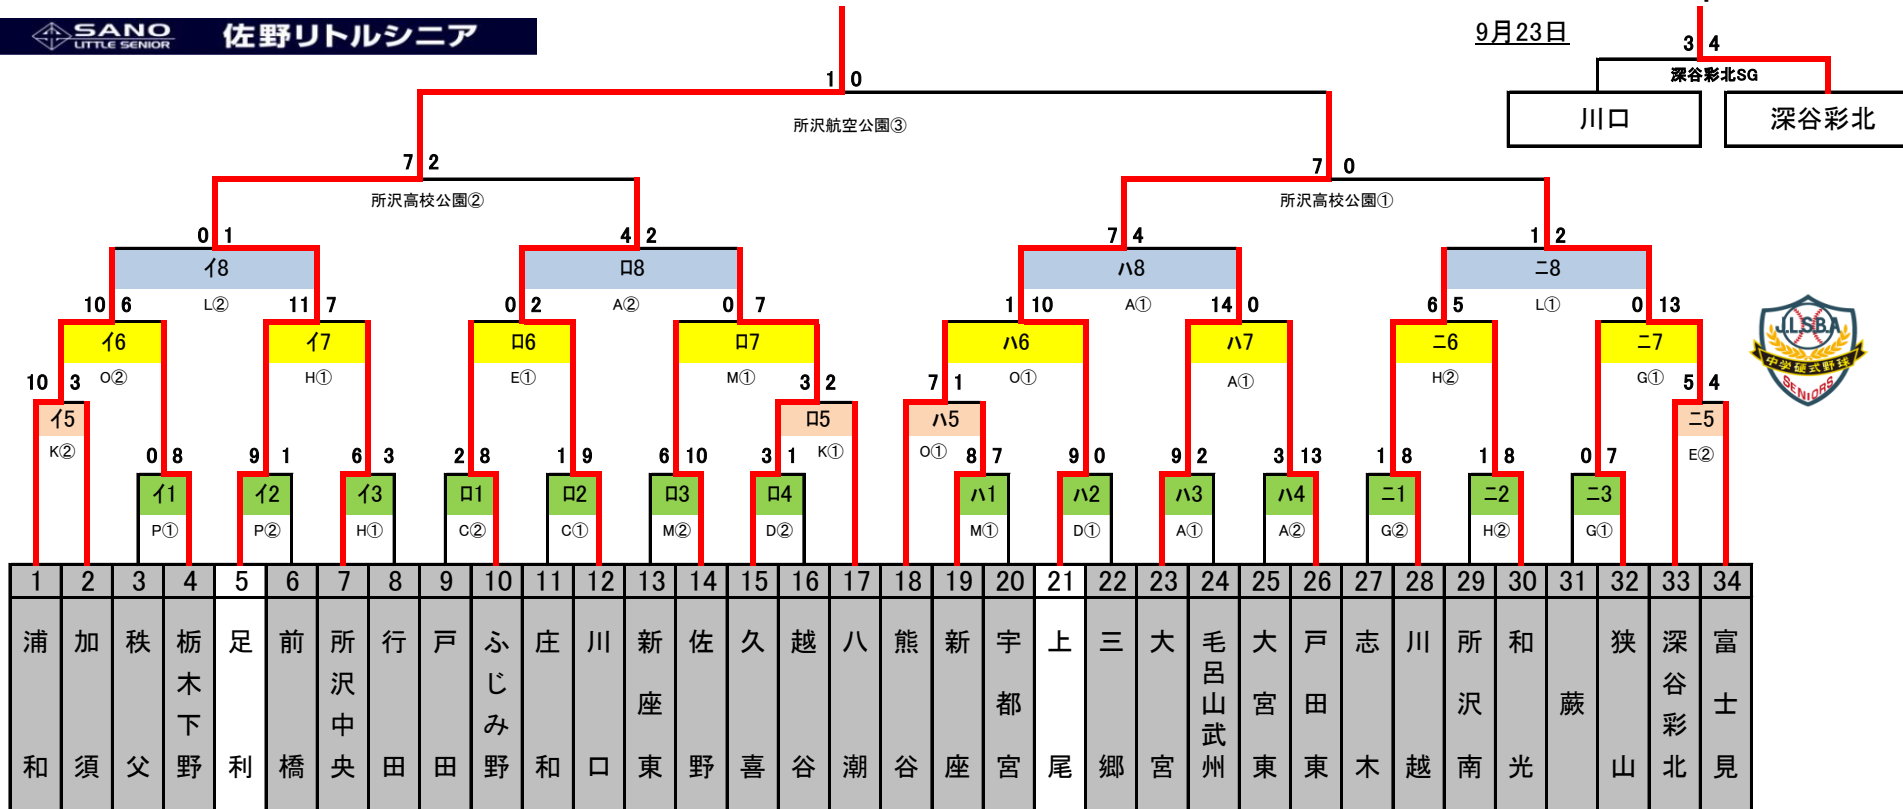 SANO
LITTLE SENIOR
佐野リトルシニア
9月23日
3 4
深谷彩北SG
川口 深谷彩北
1 0
所沢航空公園③
7 2 7 0
所沢高校公園② 所沢高校公園①
0 1 4 2 7 4 1 2
イ8 ロ8 ハ8 ニ8
L② A② A① L①
10 6 11 7 0 2 0 7 1 10 14 0 6 5 0 13
イ6 イ7 ロ6 ロ7 ハ6 ハ7 ニ6 ニ7
O② H① E① M① O① A① H② G①
10 3 3 2 7 1 5 4
イ5 ロ5 ハ5 ニ5
K② K① O① E②
0 8 9 1 6 3 2 8 1 9 6 10 3 1 8 7 9 0 9 2 3 13 1 8 1 8 0 7
イ1 イ2 イ3 ロ1 ロ2 ロ3 ロ4 ハ1 ハ2 ハ3 ハ4 ニ1 ニ2 ニ3
P① P② H① C② C① M② D② M① D① A① A② G② H② G①
1 2 3 4 5 6 7 8 9 10 11 12 13 14 15 16 17 18 19 20 21 22 23 24 25 26 27 28 29 30 31 32 33 34
浦和
加須
秩父
栃木下野
足利
前橋
所沢中央
行田
戸田
ふじみ野
庄和
川口
新座東
佐野
久喜
越谷
八潮
熊谷
新座
宇都宮
上尾
三郷
大宮
毛呂山武州
大宮東
戸田東
志木
川越
所沢南
和光
蕨
狭山
深谷彩北
富士見
J.L.S.B.A
中学硬式野球
SENIORS